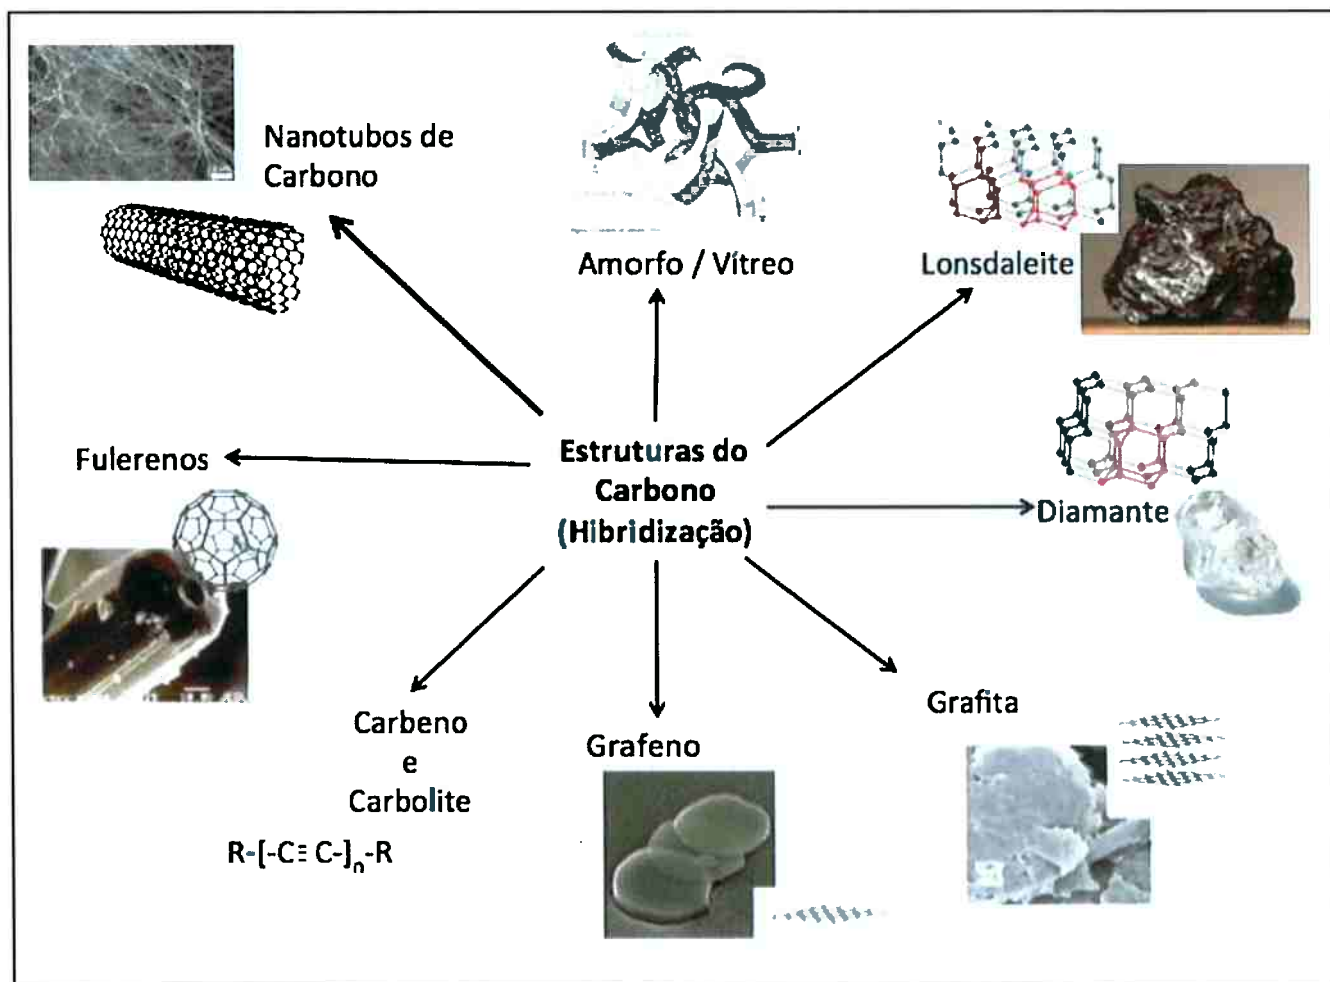 Nanotubos de
Carbono
Amorfo / Vítreo
Lonsdaleite
Fulerenos
Estruturas do
Carbono
(Hibridização)
Diamante
Carbeno
e
Carbolite
R-[-C≡C-]n-R
Grafeno
Grafita